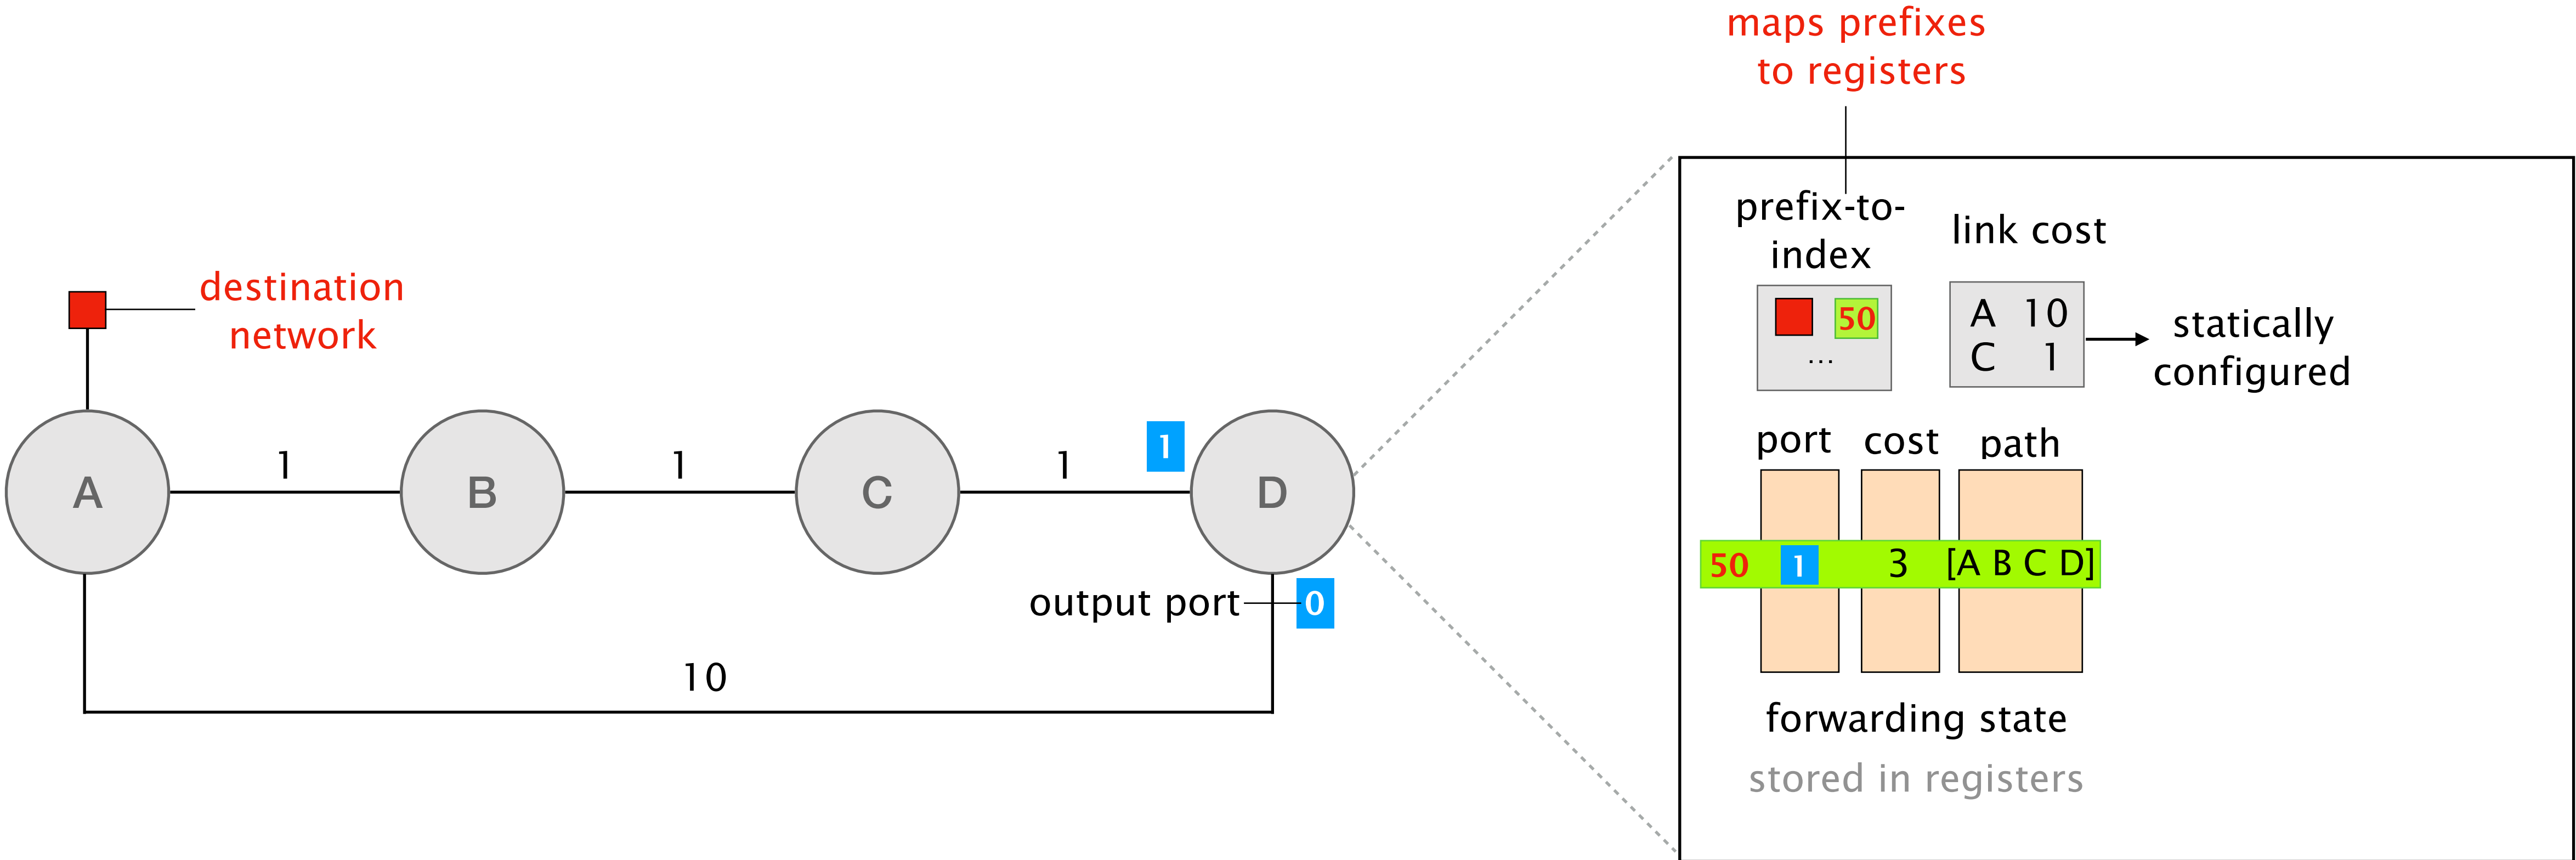 maps prefixes
to registers
prefix-to-
index
link cost
50
...
A 10
C 1
statically
configured
destination
network
1
1
1
1
A
B
C
D
output port
0
10
port
cost
path
50 1 3 [A B C D]
forwarding state
stored in registers